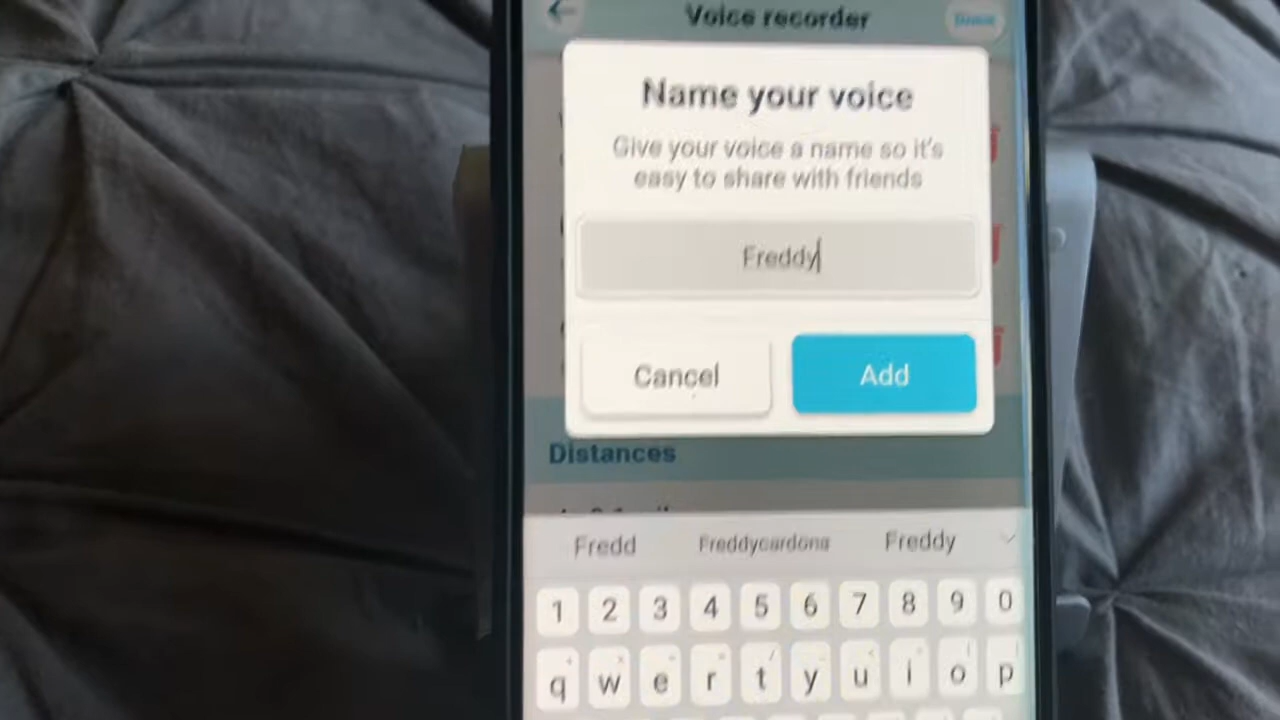 Voice recorder
Name your voice
Give your voice a name so it's
easy to share with friends
Freddy
Cancel
Add
Distances
Fredd
Freddycardona
Freddy
1 2 3 4 5 6 7 8 9 0
q w e r t y u i o p